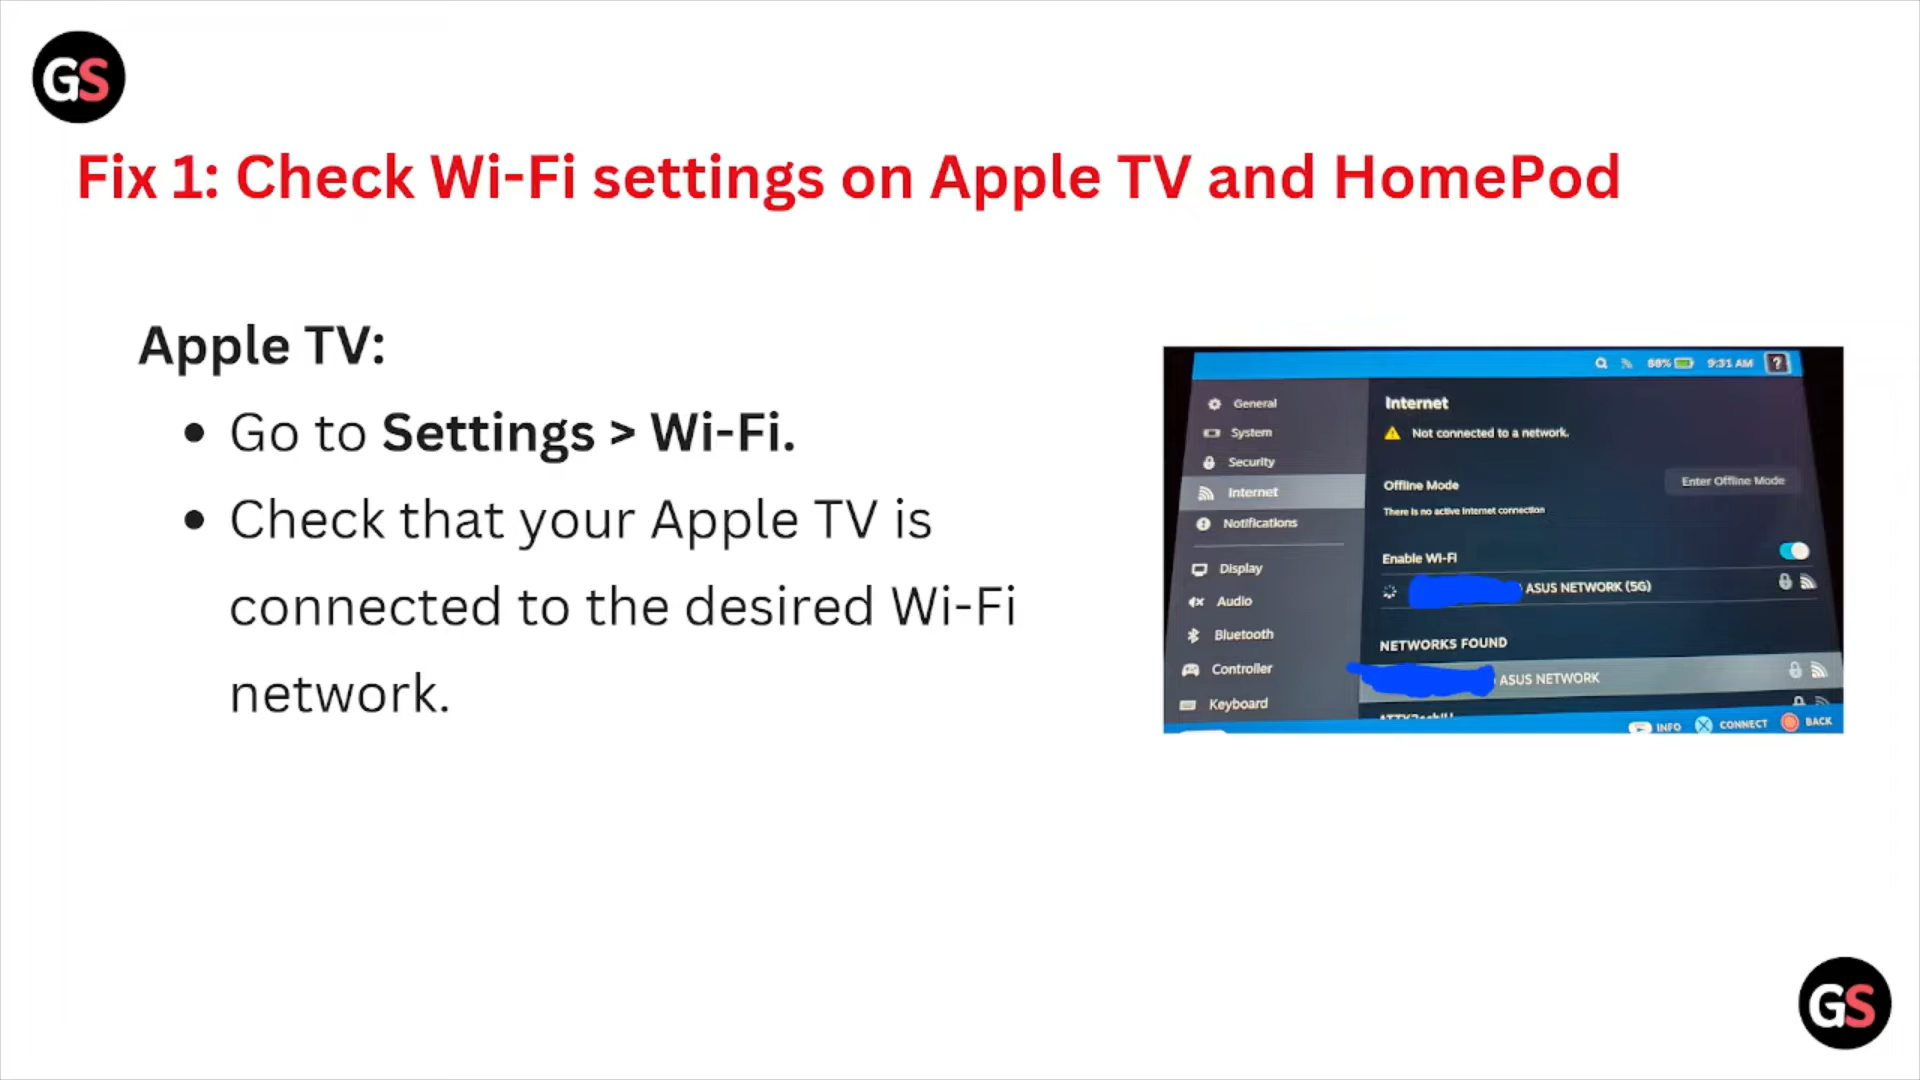 GS
Fix 1: Check Wi-Fi settings on Apple TV and HomePod
Apple TV:
• Go to Settings > Wi-Fi.
• Check that your Apple TV is
connected to the desired Wi-Fi
network.
88% 9:31 AM ?
General
System
Security
Internet
Notifications
Display
Audio
Bluetooth
Controller
Keyboard
Internet
Not connected to a network.
Offline Mode
Enter Offline Mode
There is no active internet connection
Enable Wi-Fi
ASUS NETWORK (5G)
NETWORKS FOUND
ASUS NETWORK
INFO CONNECT BACK
GS